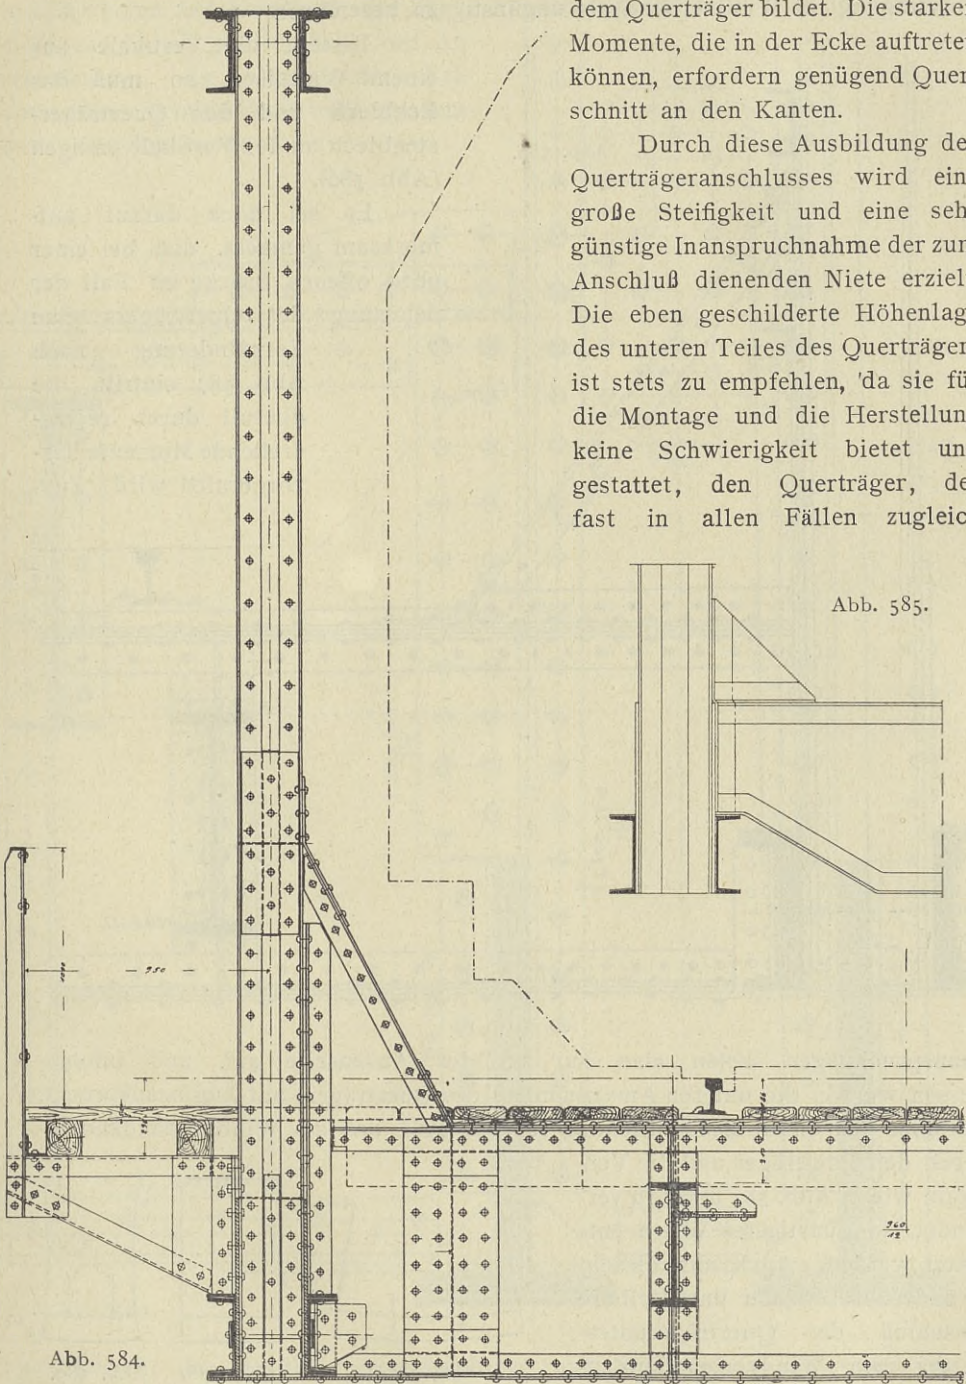 dem Querträger bildet. Die starke
Momente, die in der Ecke auftrete
können, erfordern genügend Quer
schnitt an den Kanten.
Durch diese Ausbildung de
Querträgeranschlusses wird ein
große Steifigkeit und eine seh
günstige Inanspruchnahme der zu
Anschluß dienenden Niete erziel
Die eben geschilderte Höhenlag
des unteren Teiles des Querträger
ist stets zu empfehlen, da sie fü
die Montage und die Herstellun
keine Schwierigkeit bietet un
gestattet, den Querträger, de
fast in allen Fällen zugleic
Abb. 585.
950
960
12
Abb. 584.